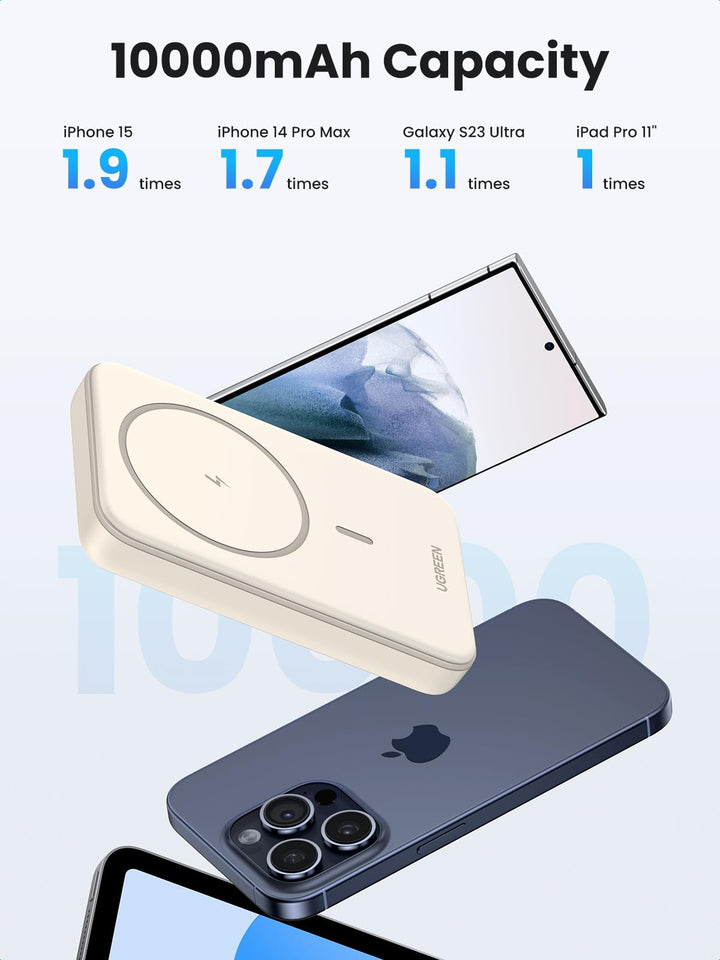 10000mAh Capacity
iPhone 15 iPhone 14 Pro Max Galaxy S23 Ultra iPad Pro 11"
1.9 times 1.7 times 1.1 times 1 times
UGREEN
10000